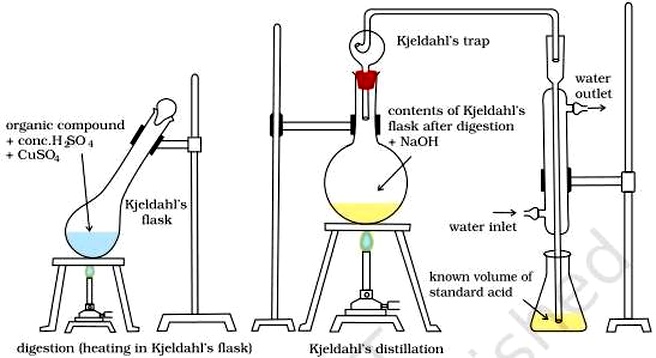 Kjeldahl's trap
water
outlet
organic compound
+ conc.H2SO4
+ CuSO4
contents of Kjeldahl's
flask after digestion
+ NaOH
Kjeldahl's
flask
water inlet
known volume of
standard acid
digestion (heating in Kjeldahl's flask)
Kjeldahl's distillation